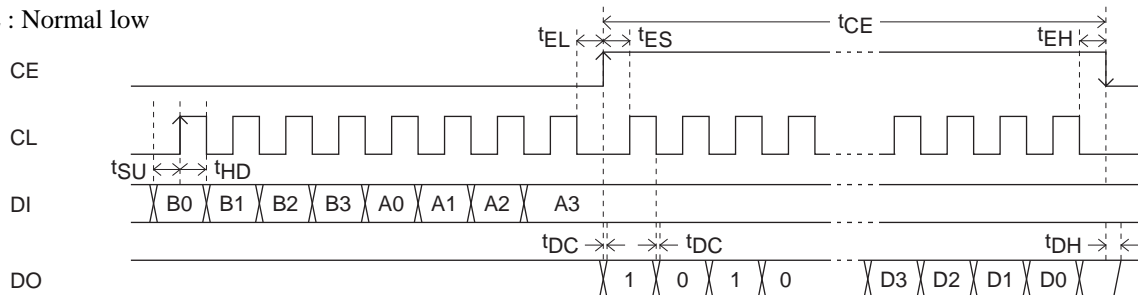 : Normal low
tCE
tEL tES tEH
CE
CL
tSU tHD
DI B0 B1 B2 B3 A0 A1 A2 A3
tDC tDC tDH
DO 1 0 1 0 D3 D2 D1 D0